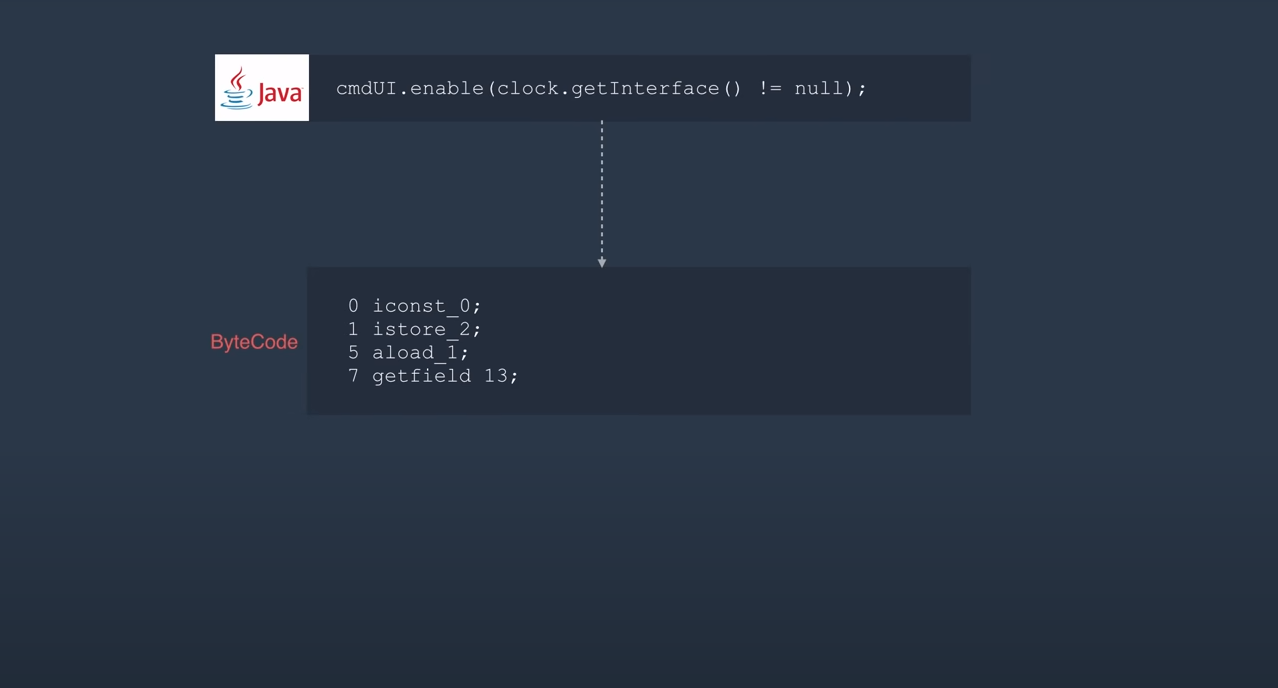 Java
cmdUI.enable(clock.getInterface() != null);
ByteCode
0 iconst_0;
1 istore_2;
5 aload_1;
7 getfield 13;